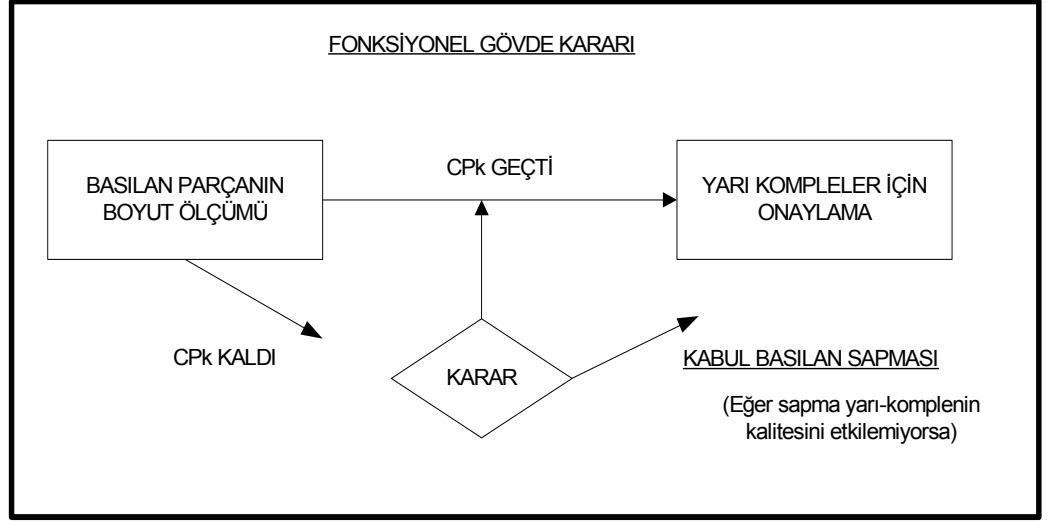 FONKSİYONEL GÖVDE KARARI
BASILAN PARÇANIN
BOYUT ÖLÇÜMÜ
CPk GEÇTİ
YARI KOMPLELER İÇİN
ONAYLAMA
CPk KALDI
KARAR
KABUL BASILAN SAPMASI
(Eğer sapma yarı-komplenin
kalitesini etkilemiyorsa)